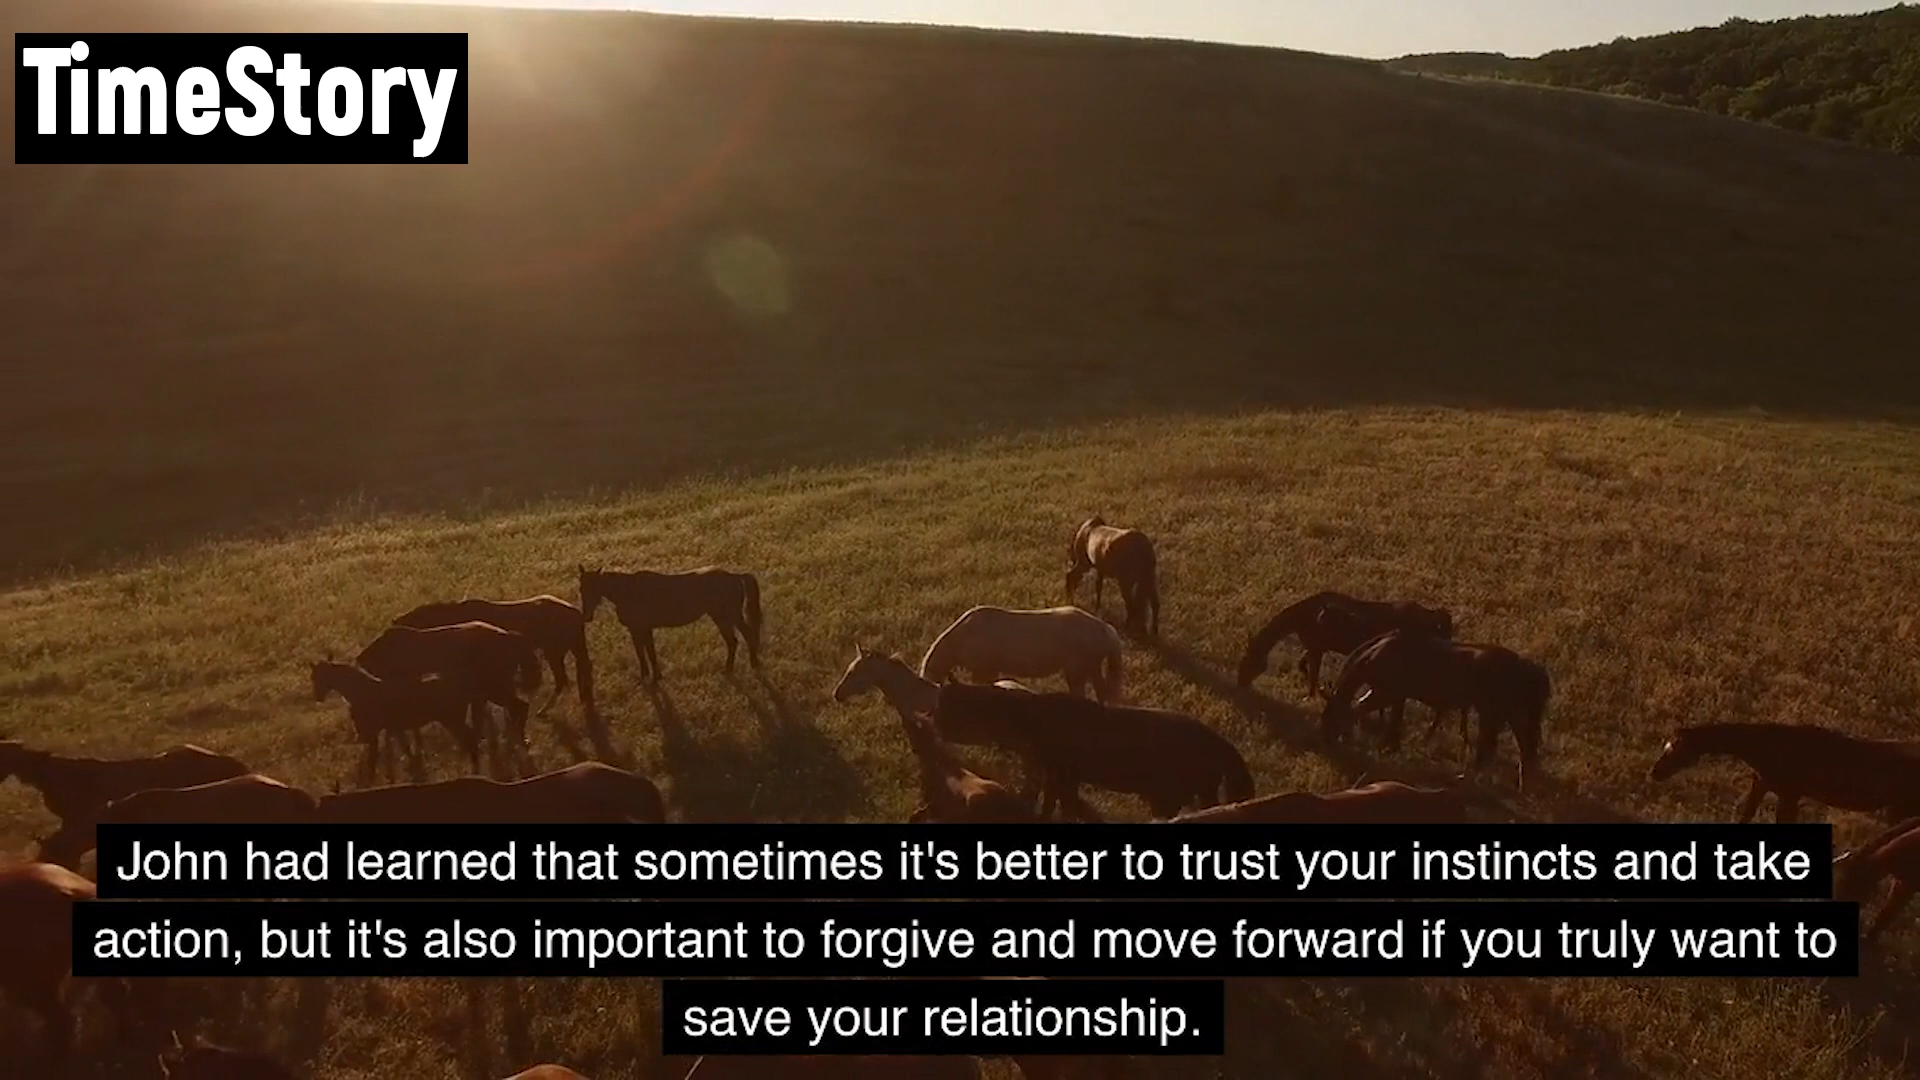 TimeStory
John had learned that sometimes it's better to trust your instincts and take
action, but it's also important to forgive and move forward if you truly want to
save your relationship.